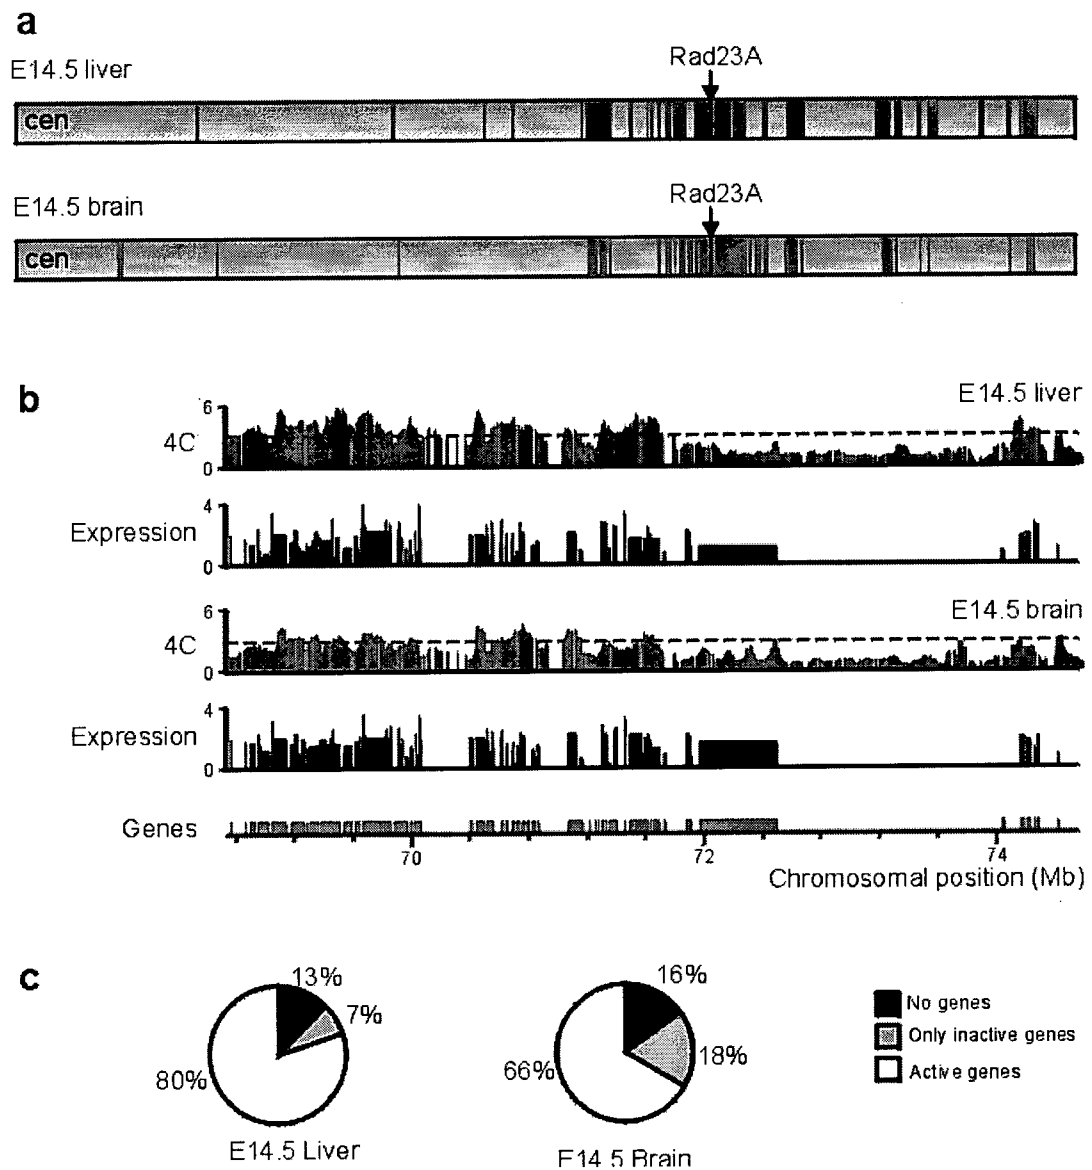 a
E14.5 liver
Rad23A
cen
E14.5 brain
Rad23A
cen
b
E14.5 liver
6
4C
0
4
Expression
0
E14.5 brain
6
4C
0
4
Expression
0
Genes
70 72 74
Chromosomal position (Mb)
c
13%
7%
80%
E14.5 Liver
16%
18%
66%
E14.5 Brain
No genes
Only inactive genes
Active genes